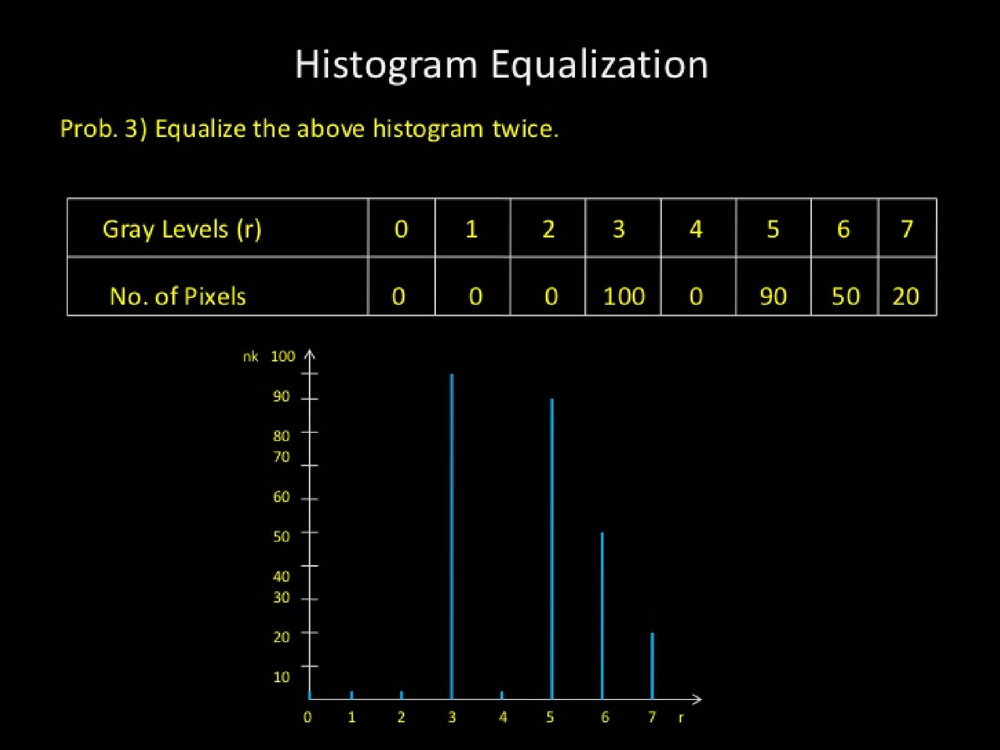 Histogram Equalization
Prob. 3) Equalize the above histogram twice.
Gray Levels (r) 0 1 2 3 4 5 6 7
No. of Pixels 0 0 0 100 0 90 50 20
nk 100
90
80
70
60
50
40
30
20
10
0 1 2 3 4 5 6 7 r